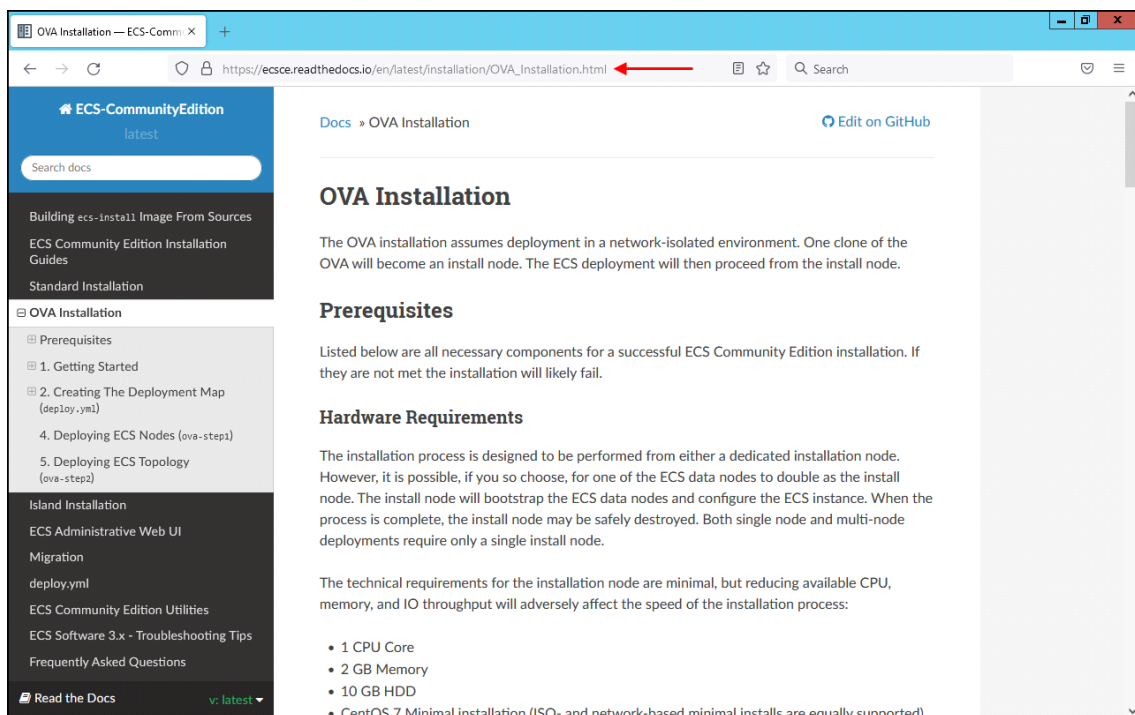 OVA Installation — ECS-Comm
https://ecsce.readthedocs.io/en/latest/installation/OVA_Installation.html
Search
ECS-CommunityEdition
latest
Search docs
Building ecs-install Image From Sources
ECS Community Edition Installation
Guides
Standard Installation
OVA Installation
Prerequisites
1. Getting Started
2. Creating The Deployment Map
(deploy.yml)
4. Deploying ECS Nodes (ova-step1)
5. Deploying ECS Topology
(ova-step2)
Island Installation
ECS Administrative Web UI
Migration
deploy.yml
ECS Community Edition Utilities
ECS Software 3.x - Troubleshooting Tips
Frequently Asked Questions
Read the Docs
v: latest
Docs » OVA Installation
Edit on GitHub
OVA Installation
The OVA installation assumes deployment in a network-isolated environment. One clone of the
OVA will become an install node. The ECS deployment will then proceed from the install node.
Prerequisites
Listed below are all necessary components for a successful ECS Community Edition installation. If
they are not met the installation will likely fail.
Hardware Requirements
The installation process is designed to be performed from either a dedicated installation node.
However, it is possible, if you so choose, for one of the ECS data nodes to double as the install
node. The install node will bootstrap the ECS data nodes and configure the ECS instance. When the
process is complete, the install node may be safely destroyed. Both single node and multi-node
deployments require only a single install node.
The technical requirements for the installation node are minimal, but reducing available CPU,
memory, and IO throughput will adversely affect the speed of the installation process:
• 1 CPU Core
• 2 GB Memory
• 10 GB HDD
• CentOS 7 Minimal installation (ISO- and network-based minimal installs are equally supported)